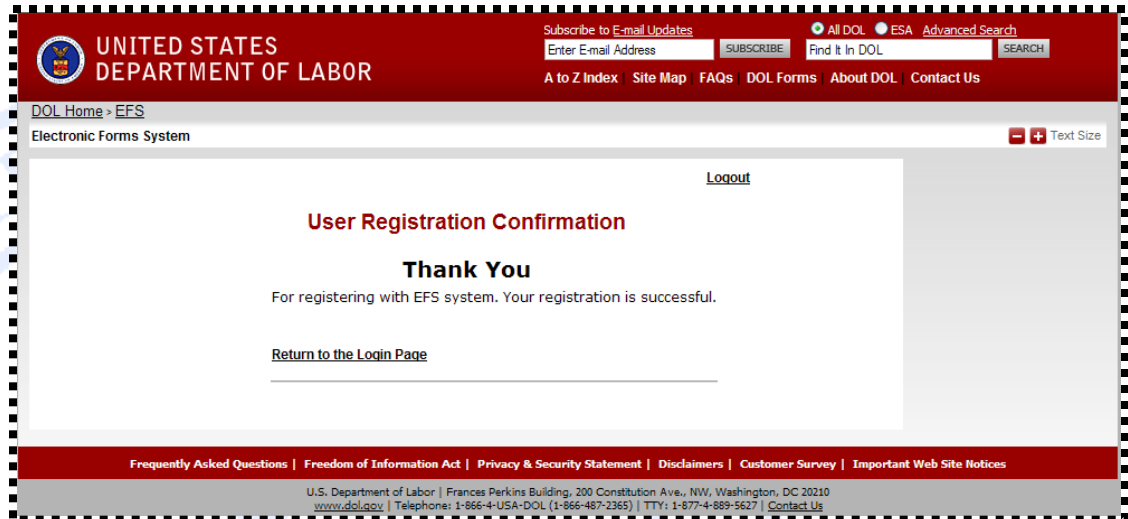 UNITED STATES
DEPARTMENT OF LABOR
Subscribe to E-mail Updates
All DOL ESA Advanced Search
Enter E-mail Address SUBSCRIBE Find It In DOL SEARCH
A to Z Index | Site Map | FAQs | DOL Forms | About DOL | Contact Us
DOL Home > EFS
Electronic Forms System
Text Size
Logout
User Registration Confirmation
Thank You
For registering with EFS system. Your registration is successful.
Return to the Login Page
Frequently Asked Questions | Freedom of Information Act | Privacy & Security Statement | Disclaimers | Customer Survey | Important Web Site Notices
U.S. Department of Labor | Frances Perkins Building, 200 Constitution Ave., NW, Washington, DC 20210
www.dol.gov | Telephone: 1-866-4-USA-DOL (1-866-487-2365) | TTY: 1-877-4-889-5627 | Contact Us